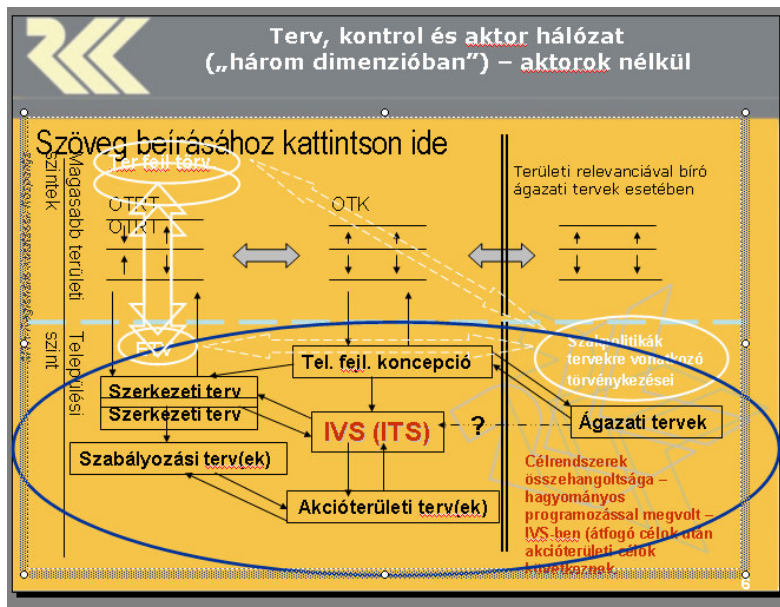 Terv, kontrol és aktor hálózat
(„három dimenzióban”) – aktorok nélkül
Szöveg beírásához kattintson ide
Magasabb területi
szintek
Ter fejl törv
OTRT
OTRT
OTK
Területi relevanciával bíró
ágazati tervek esetében
Települési
szint
Szakpolitikák
tervekre vonatkozó
törvénykezései
Tel. fejl. koncepció
Szerkezeti terv
Szerkezeti terv
IVS (ITS)
?
Ágazati tervek
Szabályozási terv(ek)
Akcióterületi terv(ek)
Célrendszerek
összehangoltsága –
hagyományos
programozással megvolt –
IVS-ben (átfogó célok után
akcióterületi célok
következnek
6